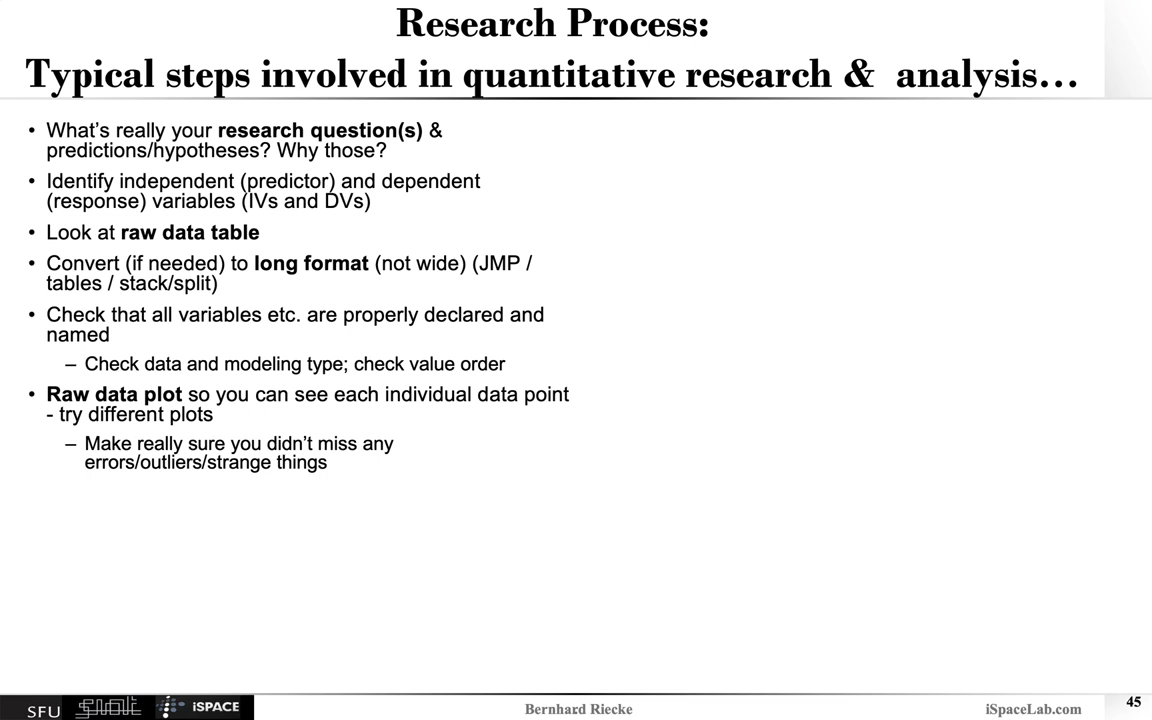 Research Process:
Typical steps involved in quantitative research & analysis…
• What’s really your research question(s) &
predictions/hypotheses? Why those?
• Identify independent (predictor) and dependent
(response) variables (IVs and DVs)
• Look at raw data table
• Convert (if needed) to long format (not wide) (JMP /
tables / stack/split)
• Check that all variables etc. are properly declared and
named
– Check data and modeling type; check value order
• Raw data plot so you can see each individual data point
- try different plots
– Make really sure you didn’t miss any
errors/outliers/strange things
SFU
iSPACE
Bernhard Riecke
iSpaceLab.com
45